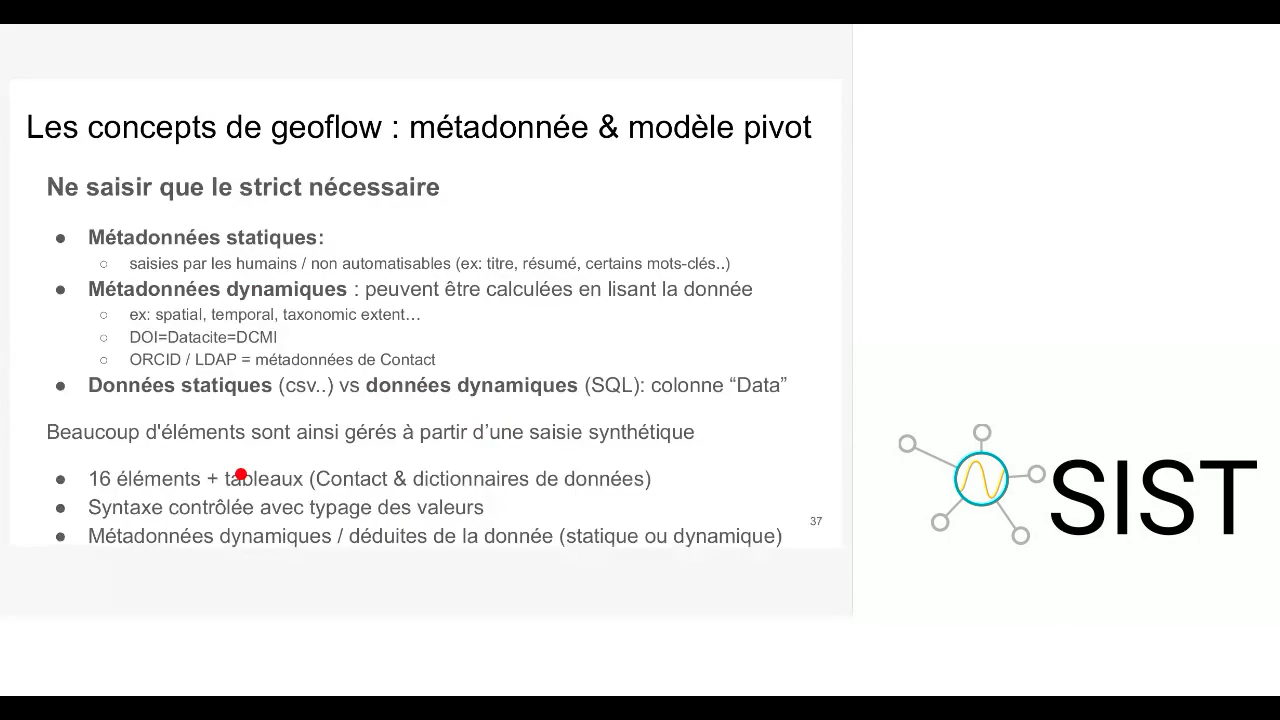 Les concepts de geoflow : métadonnée & modèle pivot
Ne saisir que le strict nécessaire
● Métadonnées statiques:
○ saisies par les humains / non automatisables (ex: titre, résumé, certains mots-clés..)
● Métadonnées dynamiques : peuvent être calculées en lisant la donnée
○ ex: spatial, temporal, taxonomic extent…
○ DOI=Datacite=DCMI
○ ORCID / LDAP = métadonnées de Contact
● Données statiques (csv..) vs données dynamiques (SQL): colonne “Data”
Beaucoup d'éléments sont ainsi gérés à partir d’une saisie synthétique
● 16 éléments + tableaux (Contact & dictionnaires de données)
● Syntaxe contrôlée avec typage des valeurs
● Métadonnées dynamiques / déduites de la donnée (statique ou dynamique)
37
SIST